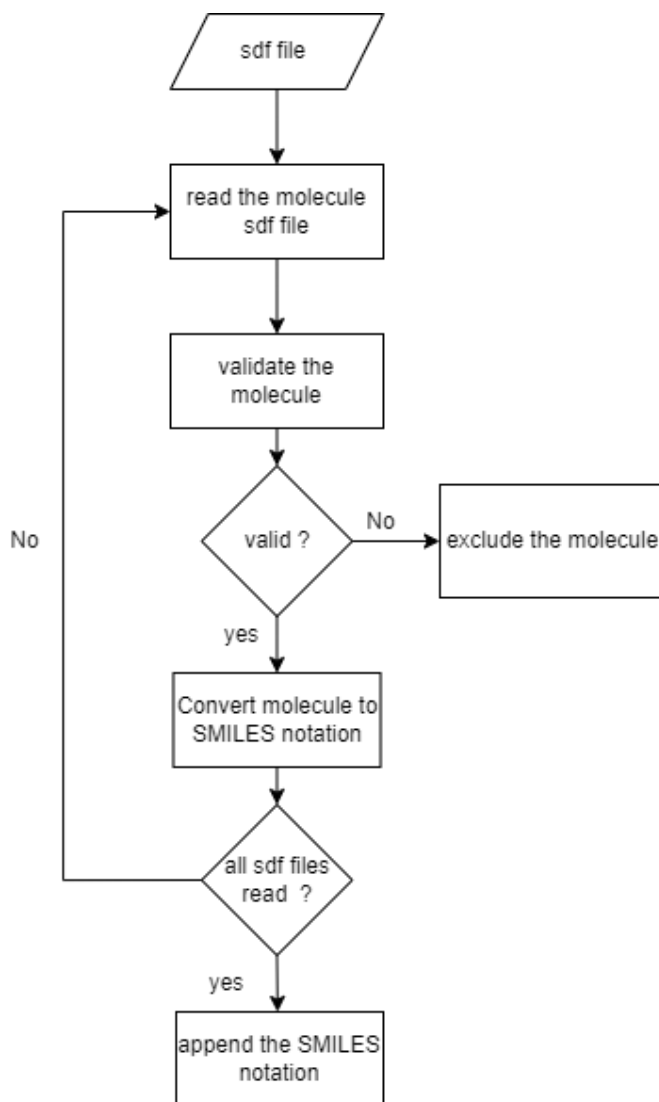 sdf file
read the molecule
sdf file
validate the
molecule
valid ?
No
exclude the molecule
No
yes
Convert molecule to
SMILES notation
all sdf files
read  ?
yes
append the SMILES
notation